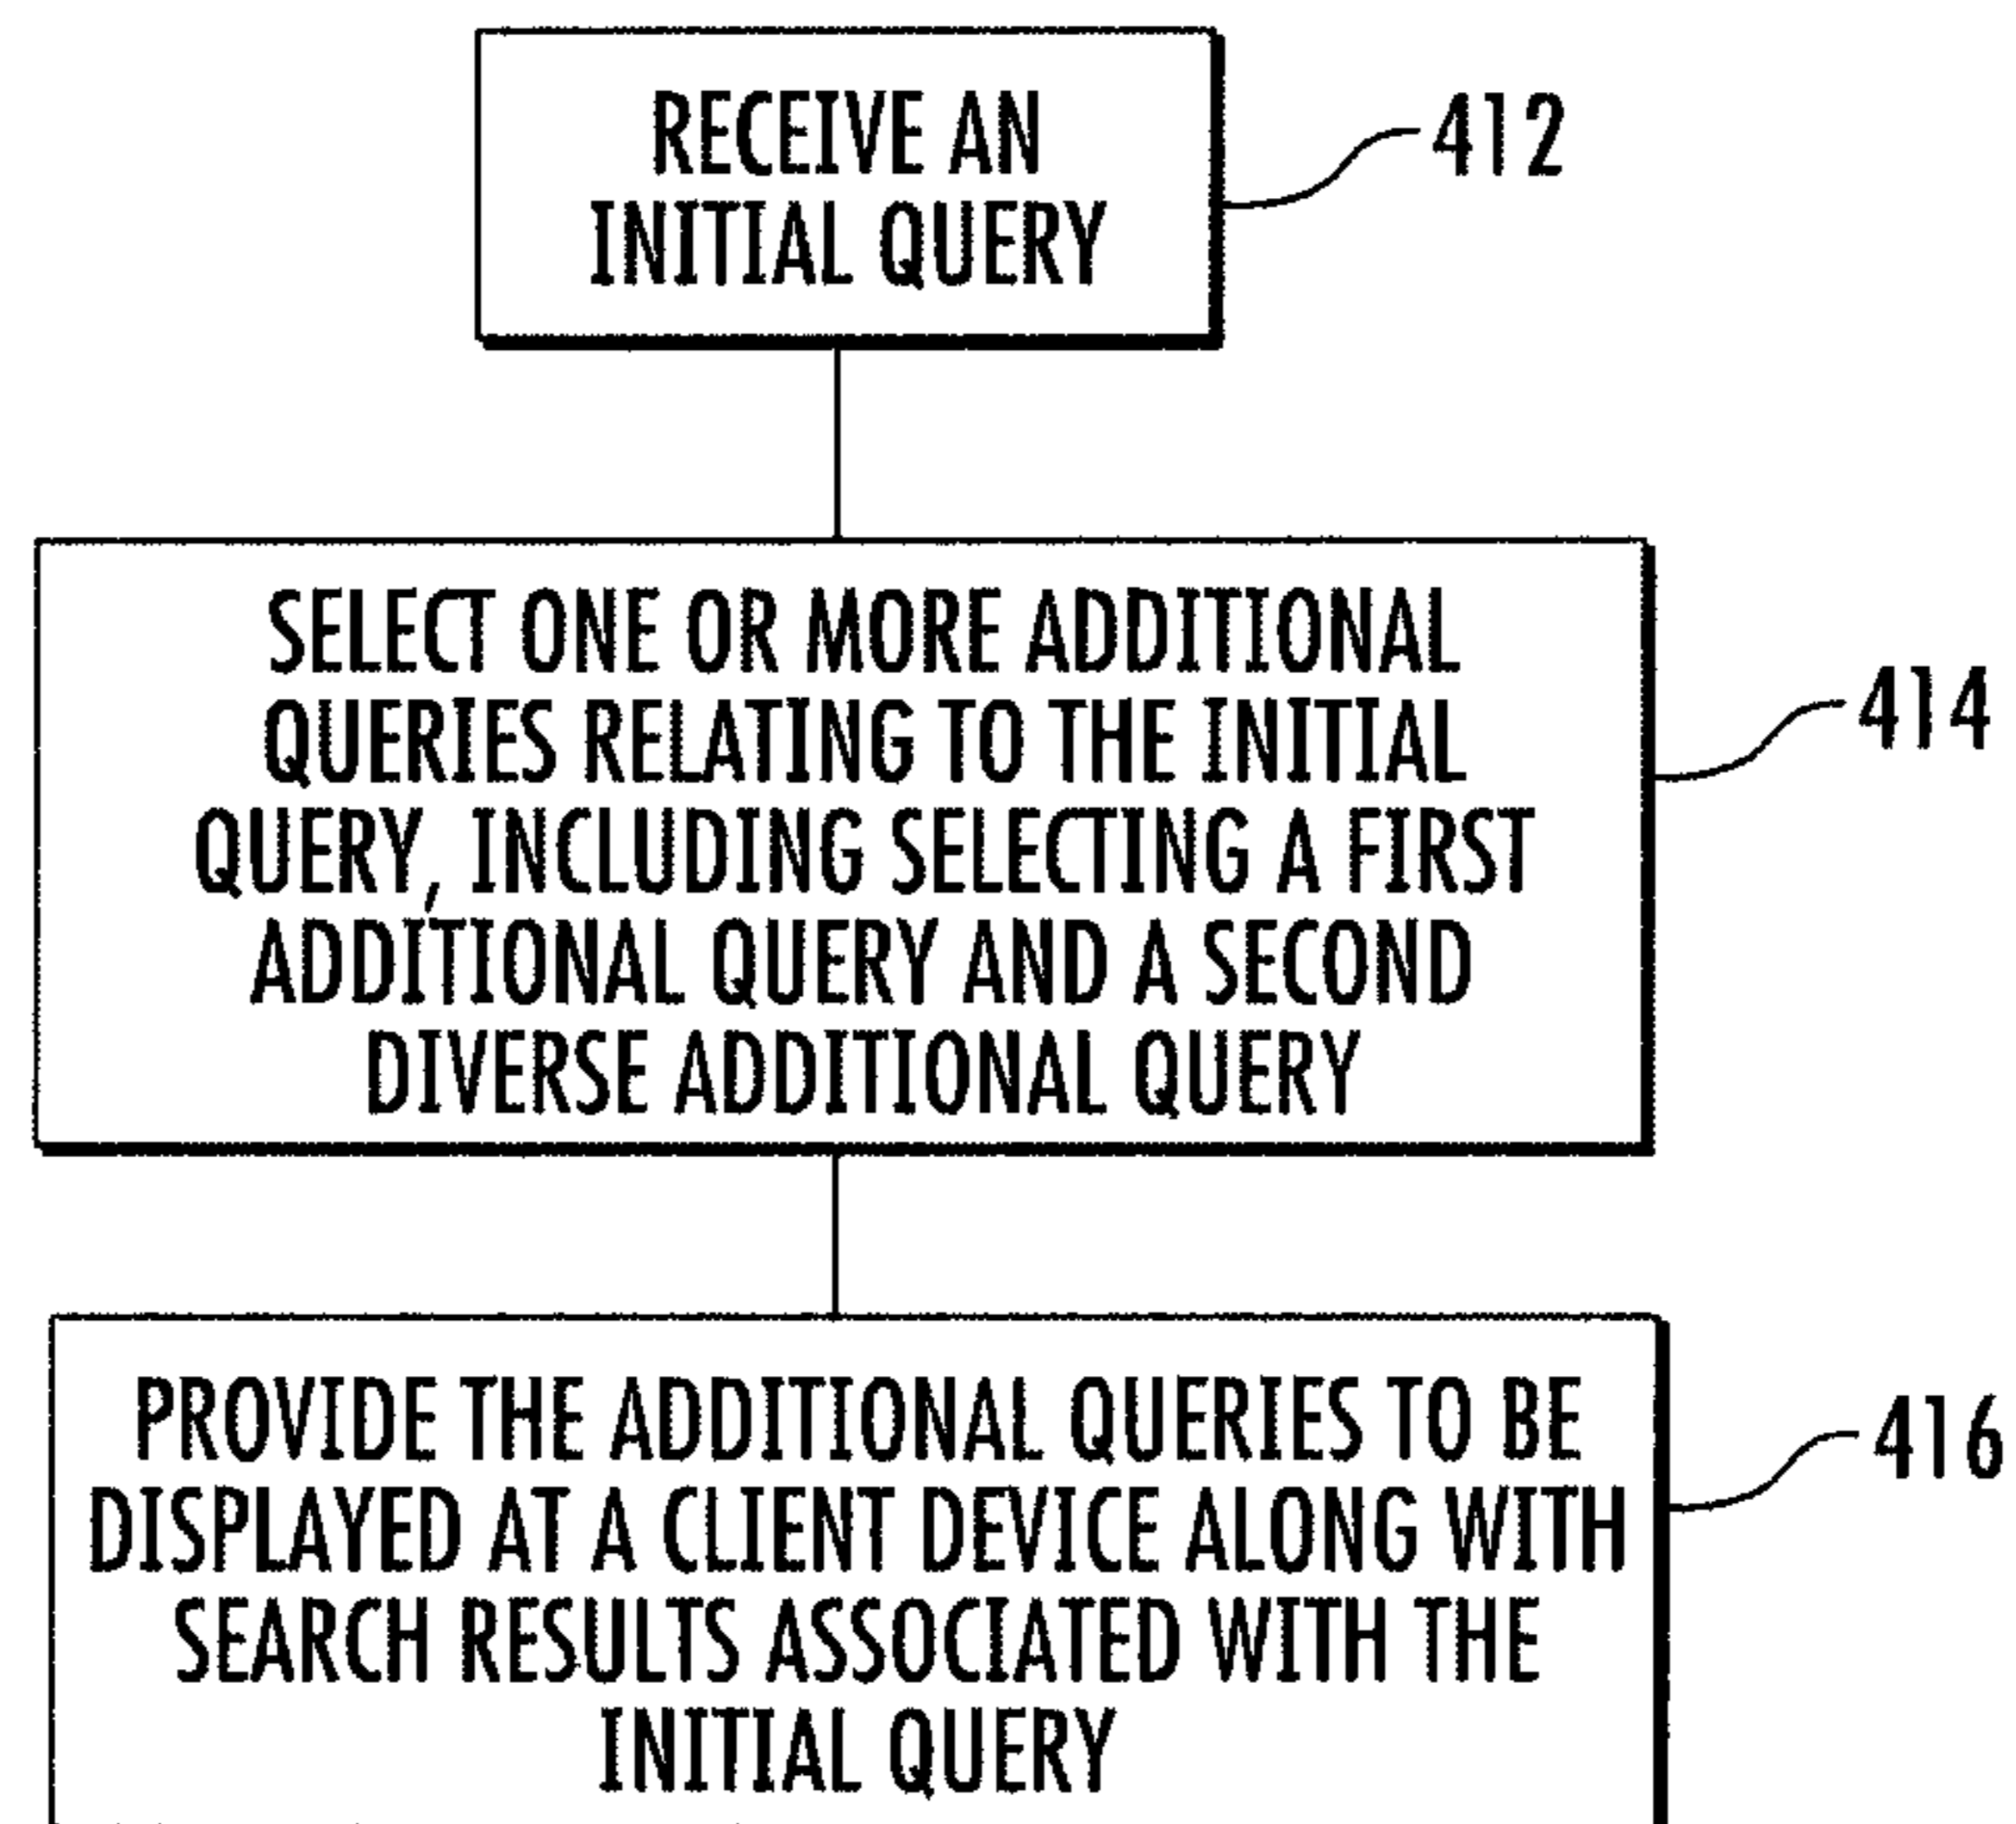 RECEIVE AN
INITIAL QUERY
412
SELECT ONE OR MORE ADDITIONAL
QUERIES RELATING TO THE INITIAL
QUERY, INCLUDING SELECTING A FIRST
ADDITIONAL QUERY AND A SECOND
DIVERSE ADDITIONAL QUERY
414
PROVIDE THE ADDITIONAL QUERIES TO BE
DISPLAYED AT A CLIENT DEVICE ALONG WITH
SEARCH RESULTS ASSOCIATED WITH THE
INITIAL QUERY
416